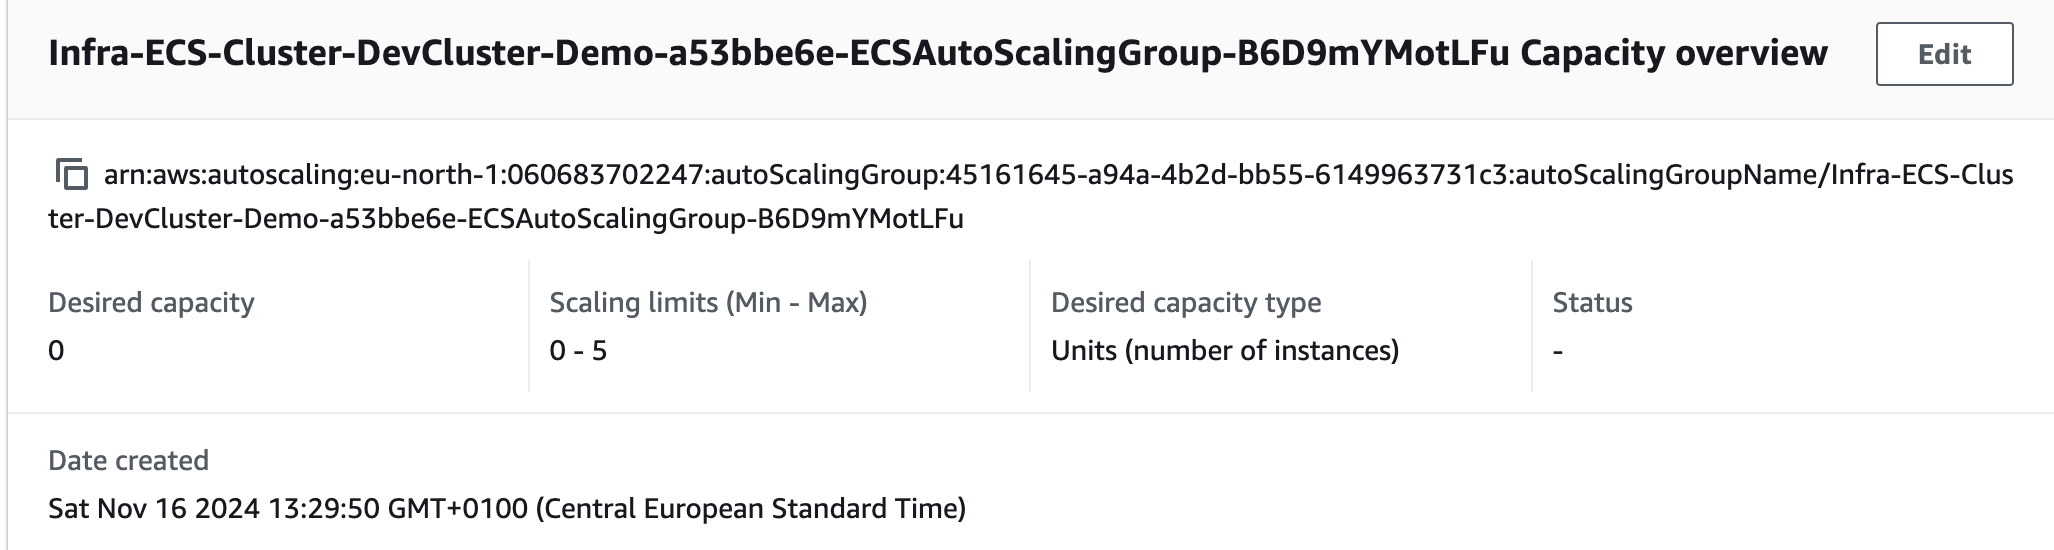 Infra-ECS-Cluster-DevCluster-Demo-a53bbe6e-ECSAutoScalingGroup-B6D9mYMotLFu Capacity overview
Edit
arn:aws:autoscaling:eu-north-1:060683702247:autoScalingGroup:45161645-a94a-4b2d-bb55-6149963731c3:autoScalingGroupName/Infra-ECS-Clus
ter-DevCluster-Demo-a53bbe6e-ECSAutoScalingGroup-B6D9mYMotLFu
Desired capacity
0
Scaling limits (Min - Max)
0 - 5
Desired capacity type
Units (number of instances)
Status
-
Date created
Sat Nov 16 2024 13:29:50 GMT+0100 (Central European Standard Time)